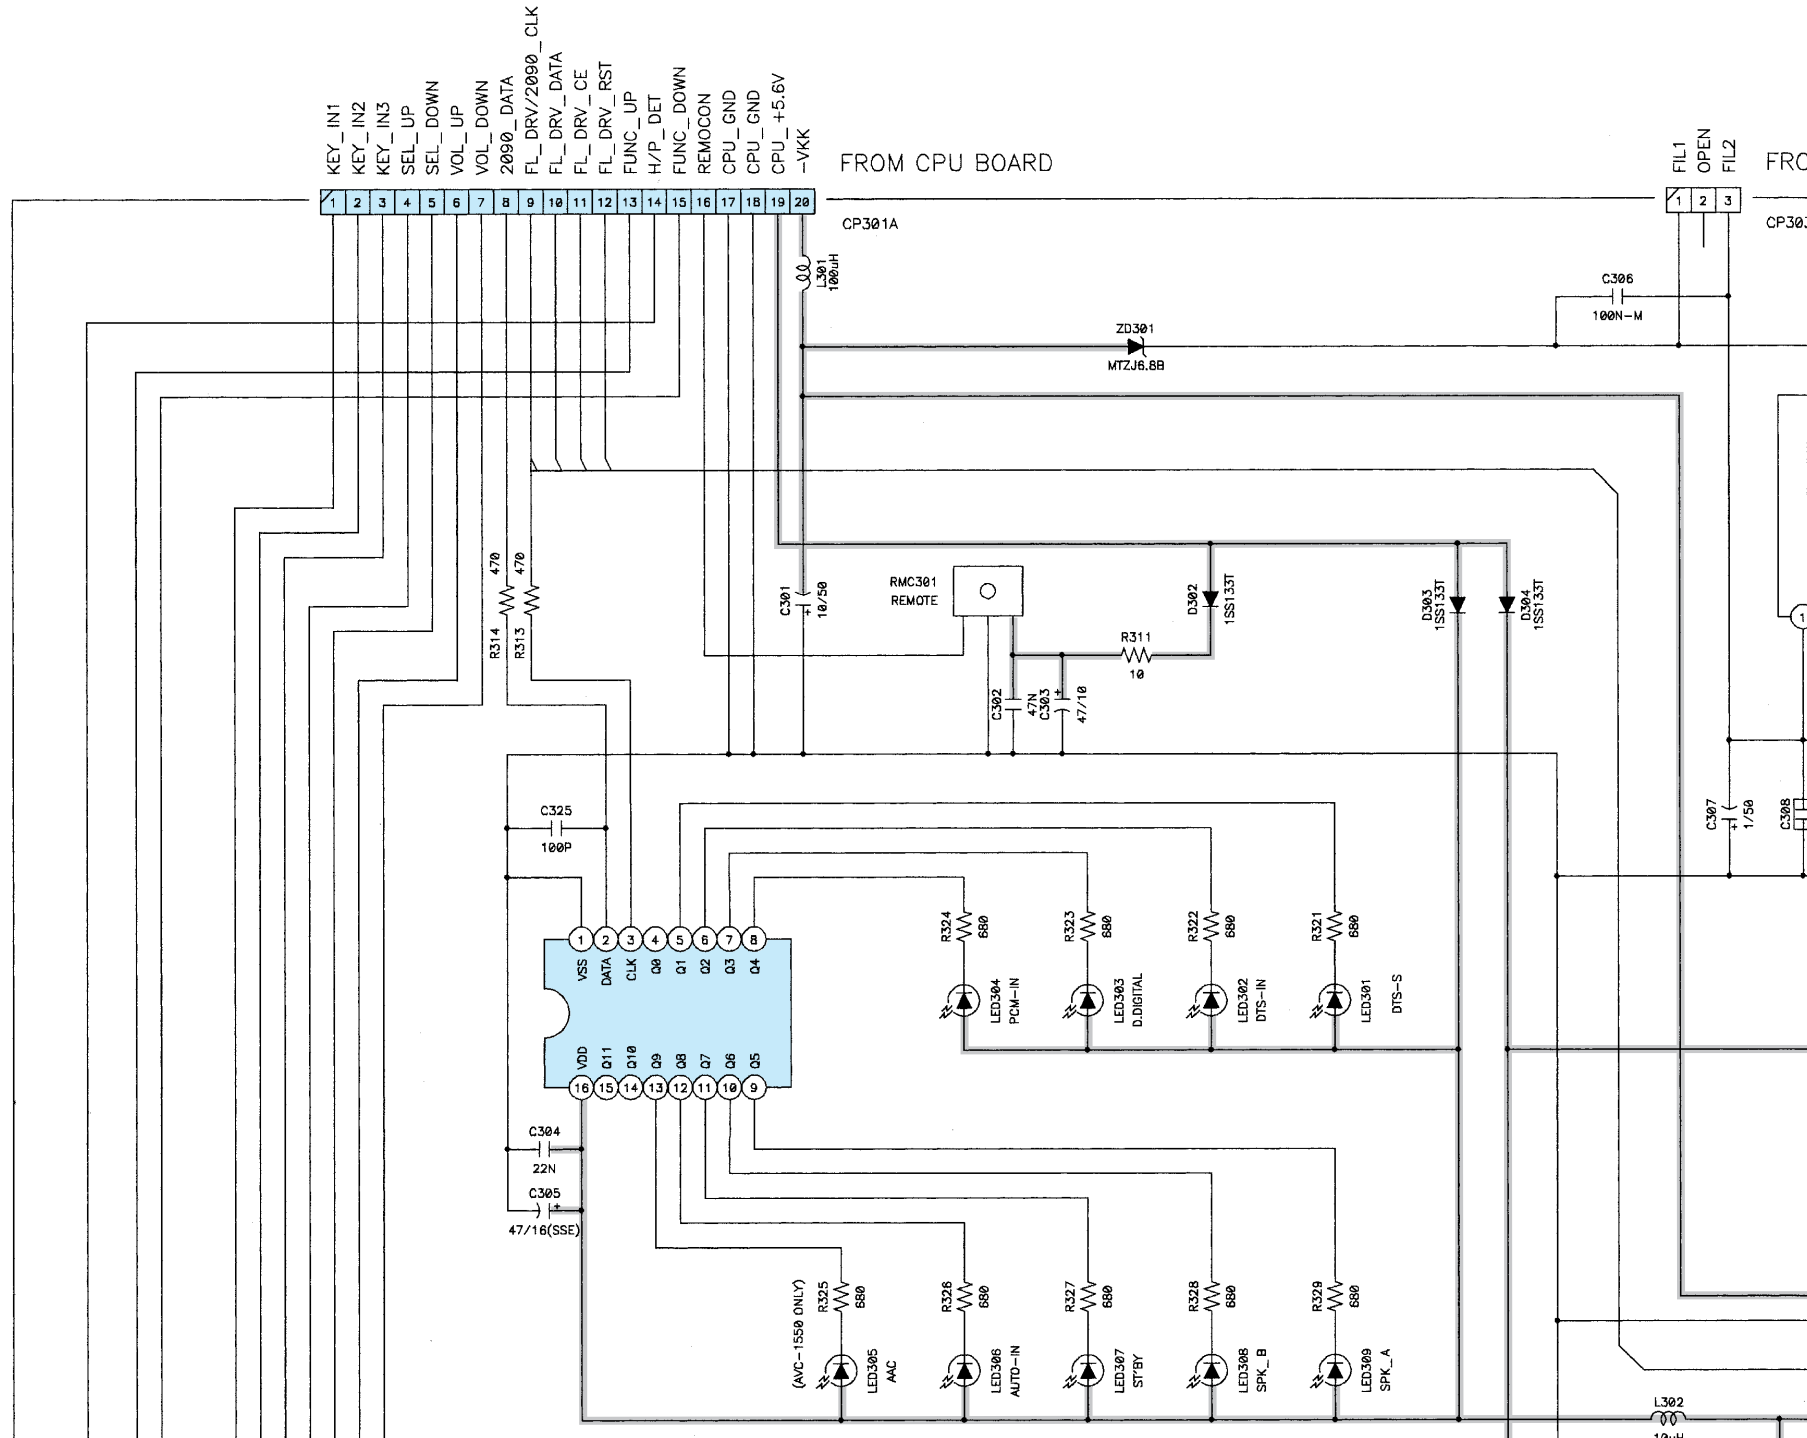 KEY_IN1
KEY_IN2
KEY_IN3
SEL_UP
SEL_DOWN
VOL_UP
VOL_DOWN
2090_DATA
FL_DRV/2090_CLK
FL_DRV_DATA
FL_DRV_CE
FL_DRV_RST
FUNC_UP
H/P_DET
FUNC_DOWN
REMOCON
CPU_GND
CPU_GND
CPU_+5.6V
-VKK
FROM CPU BOARD
FIL1
OPEN
FIL2
FRO
1 2 3 4 5 6 7 8 9 10 11 12 13 14 15 16 17 18 19 20
CP301A
1 2 3
CP303
L301
100uH
C306
100N-M
ZD301
MTZJ6.8B
470
470
R314
R313
C301
+
10/50
RMC301
REMOTE
D302
1SS133T
D303
1SS133T
D304
1SS133T
1
R311
10
C302
47N
C303
+
47/10
C325
100P
C307
+
1/50
C308
R324
680
R323
680
R322
680
R321
680
1 2 3 4 5 6 7 8
VSS
DATA
CLK
Q0
Q1
Q2
Q3
Q4
LED304
PCM-IN
LED303
D.DIGITAL
LED302
DTS-IN
LED301
DTS-S
VDD
Q11
Q10
Q9
Q8
Q7
Q6
Q5
16 15 14 13 12 11 10 9
C304
22N
C305
+
47/16(SSE)
(AVC-1550 ONLY)
R325
680
R326
680
R327
680
R328
680
R329
680
LED305
AAC
LED306
AUTO-IN
LED307
ST'BY
LED308
SPK_B
LED309
SPK_A
L302
10uH